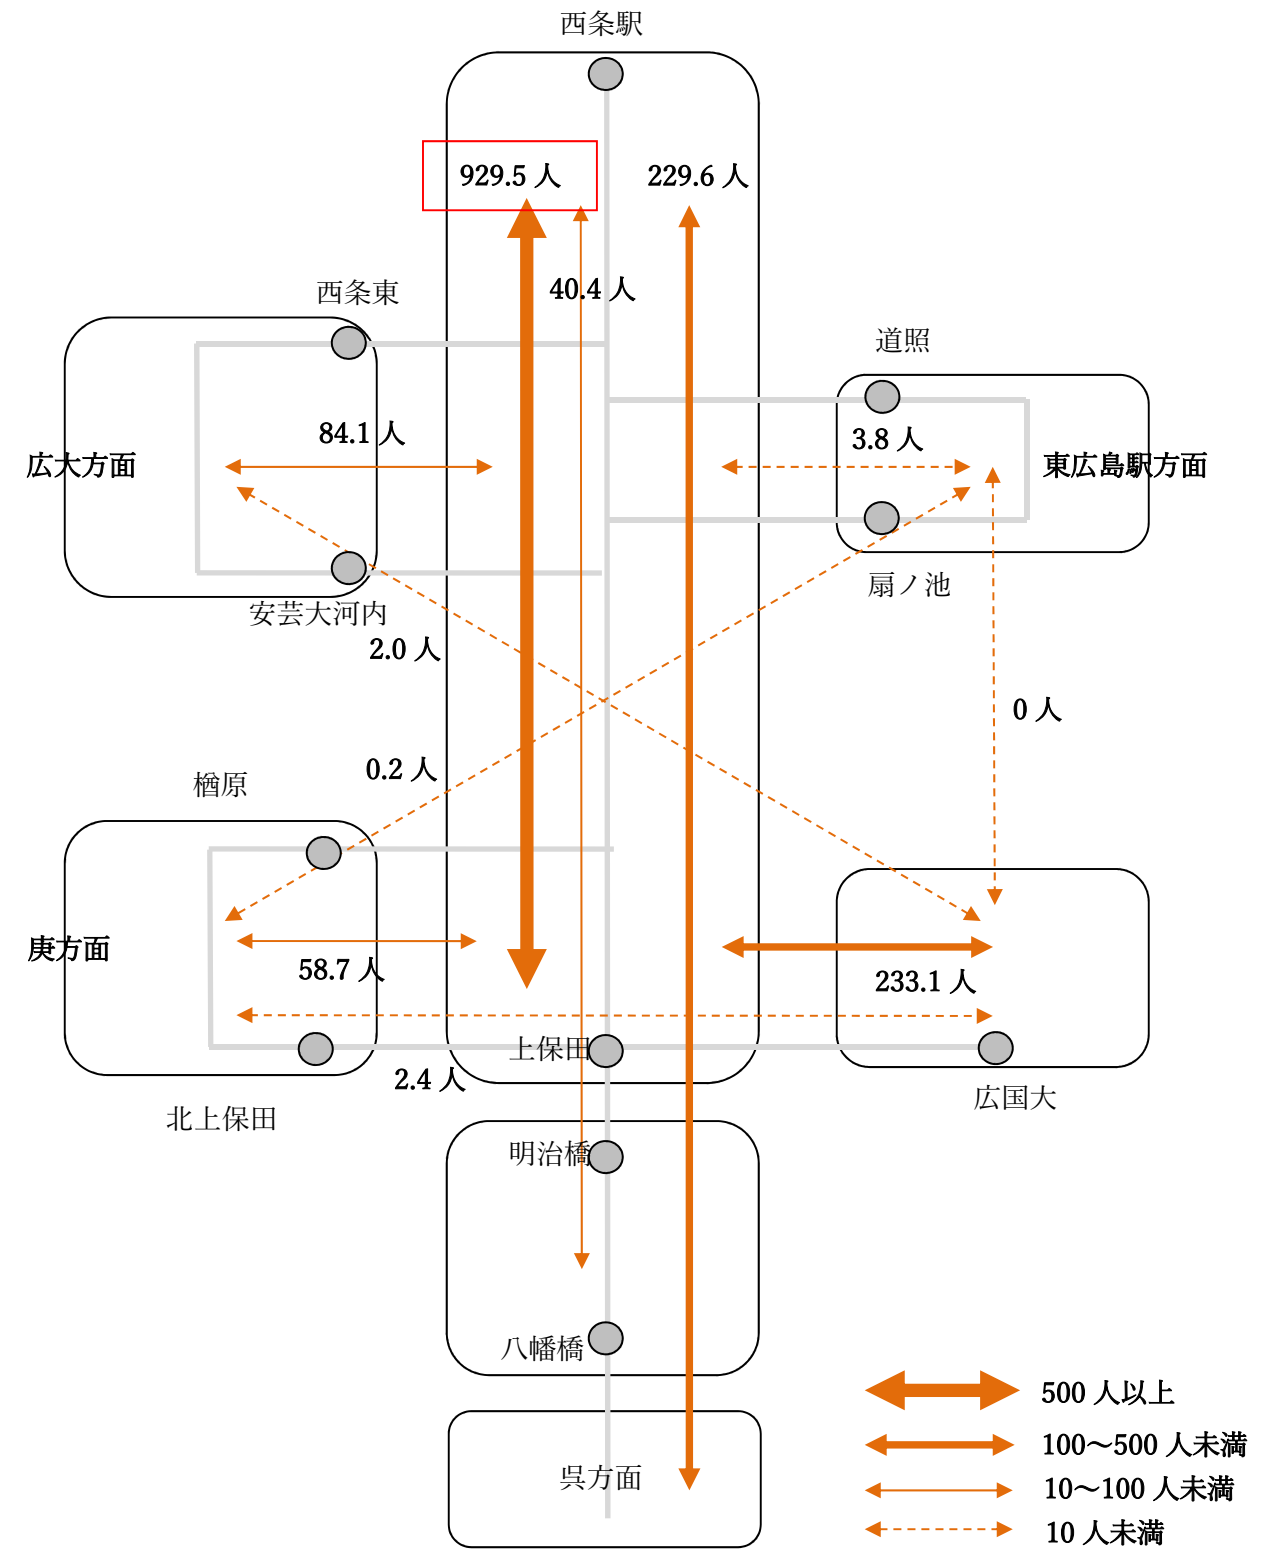 西条駅
929.5 人
229.6 人
40.4 人
西条東
道照
84.1 人
3.8 人
広大方面
東広島駅方面
扇ノ池
安芸大河内
2.0 人
0 人
0.2 人
楢原
庚方面
58.7 人
233.1 人
上保田
2.4 人
広国大
北上保田
明治橋
八幡橋
呉方面
500 人以上
100～500 人未満
10～100 人未満
10 人未満